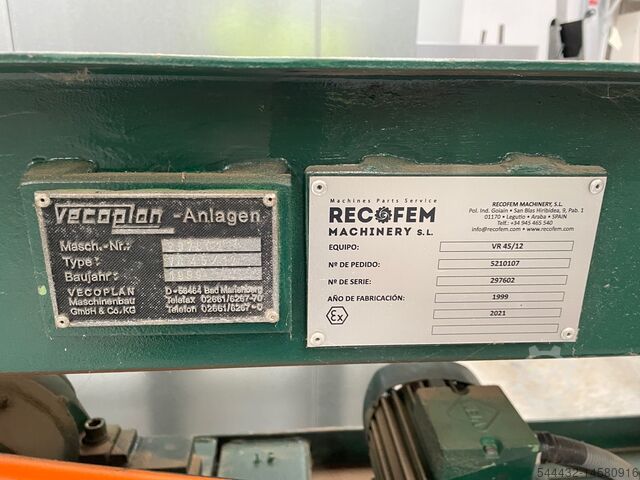 vecoplan -Anlagen
Masch.-Nr.:
Type:
Baujahr: 1999
VECOPLAN
Maschinenbau
GmbH & Co.KG
D-56464 Bad Marienberg
Telefax 02661/6267-70
Telefon 02661/6267-0
Machines Parts Service
RECOFEM
MACHINERY S.L.
RECOFEM MACHINERY, S.L.
Pol. Ind. Goiain • San Blas Hiribidea, 9, Pab. 1
01170 • Legutio • Araba • SPAIN
Telf.: +34 945 465 540
info@recofem.com • www.recofem.com
EQUIPO: VR 45/12
Nº DE PEDIDO: 5210107
Nº DE SERIE: 297602
AÑO DE FABRICACIÓN: 1999
2021
Ex
544432-14580916